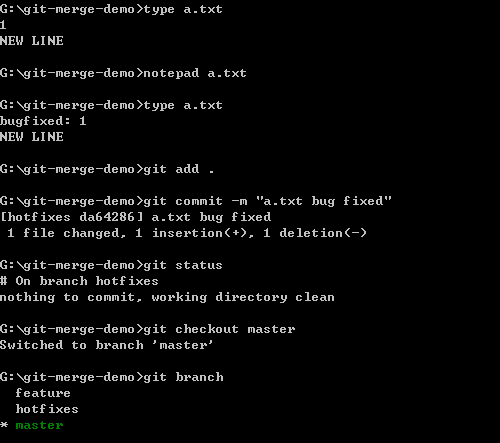 G:\git-merge-demo>type a.txt
1
NEW LINE
G:\git-merge-demo>notepad a.txt
G:\git-merge-demo>type a.txt
bugfixed: 1
NEW LINE
G:\git-merge-demo>git add .
G:\git-merge-demo>git commit -m "a.txt bug fixed"
[hotfixes da64286] a.txt bug fixed
 1 file changed, 1 insertion(+), 1 deletion(-)
G:\git-merge-demo>git status
# On branch hotfixes
nothing to commit, working directory clean
G:\git-merge-demo>git checkout master
Switched to branch 'master'
G:\git-merge-demo>git branch
  feature
  hotfixes
* master